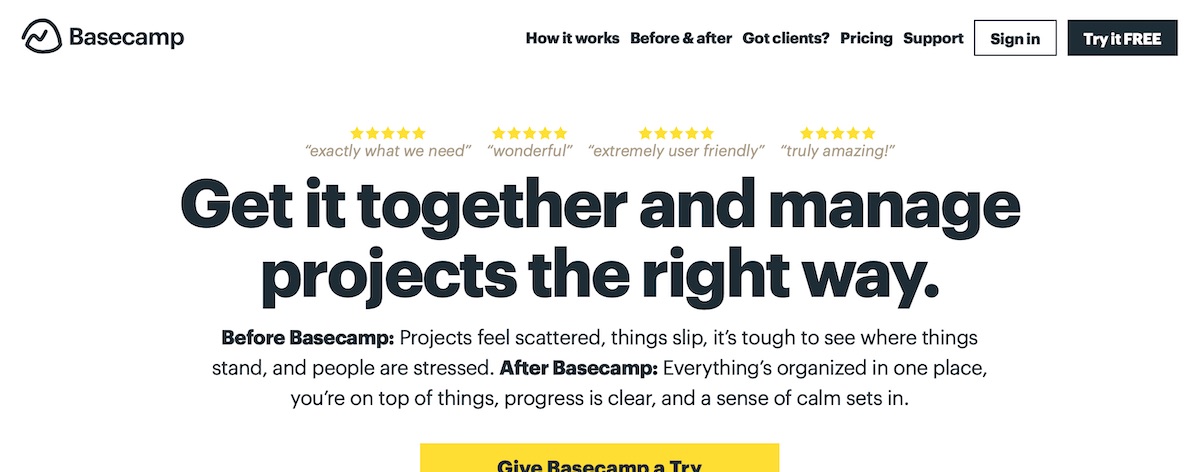 Basecamp
How it works Before & after Got clients? Pricing Support Sign in Try it FREE
“exactly what we need” “wonderful” “extremely user friendly” “truly amazing!”
Get it together and manage
projects the right way.
Before Basecamp: Projects feel scattered, things slip, it’s tough to see where things
stand, and people are stressed. After Basecamp: Everything’s organized in one place,
you’re on top of things, progress is clear, and a sense of calm sets in.
Give Basecamp a Try